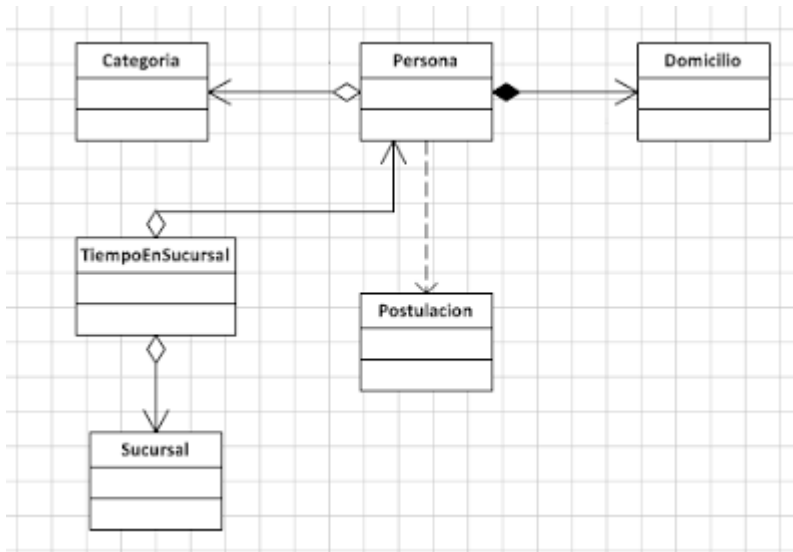 Categoria
Persona
Domicilio
TiempoEnSucursal
Postulacion
Sucursal